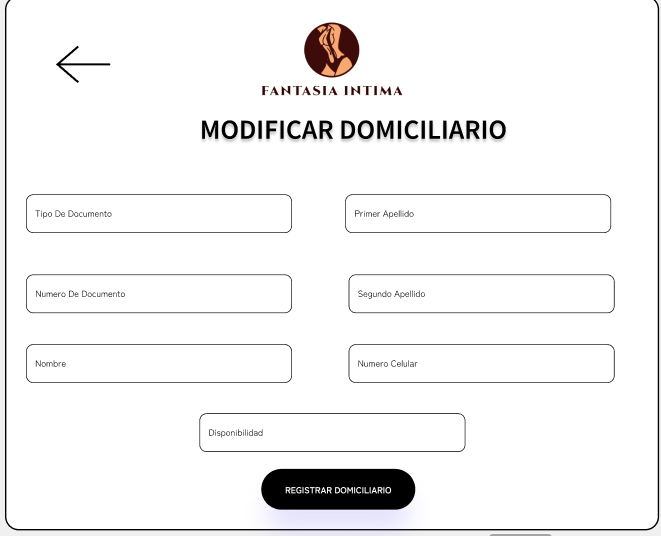 FANTASIA INTIMA
MODIFICAR DOMICILIARIO
Tipo De Documento
Primer Apellido
Numero De Documento
Segundo Apellido
Nombre
Numero Celular
Disponibilidad
REGISTRAR DOMICILIARIO